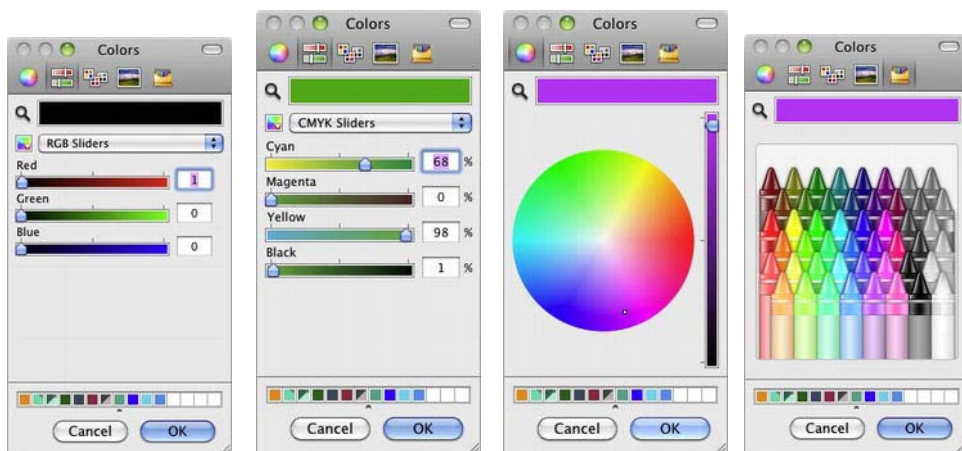 Colors
RGB Sliders
Red
1
Green
0
Blue
0
Cancel OK
Colors
CMYK Sliders
Cyan
68 %
Magenta
0 %
Yellow
98 %
Black
1 %
Cancel OK
Colors
Cancel OK
Colors
Cancel OK